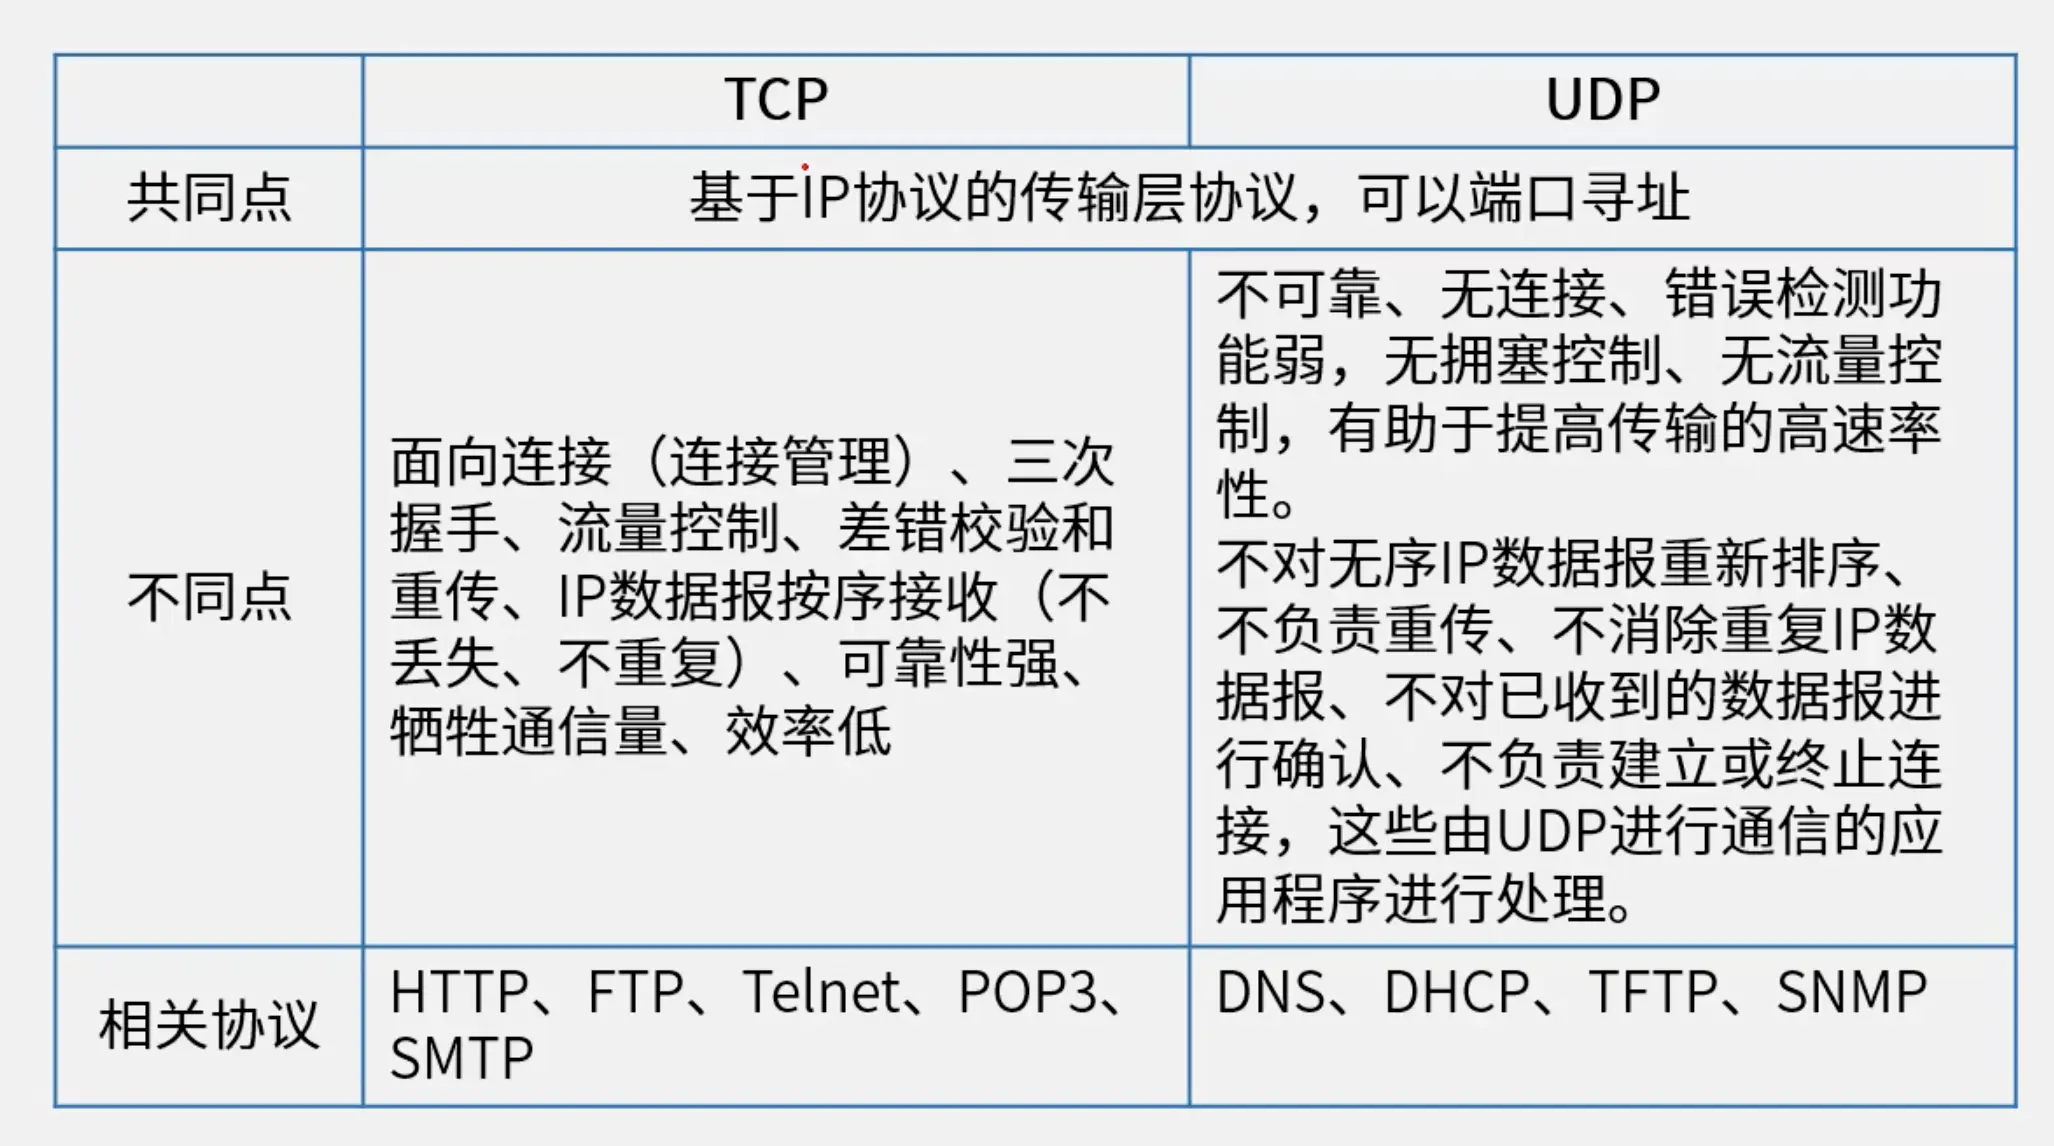 TCP
UDP
共同点
基于IP协议的传输层协议，可以端口寻址
不同点
面向连接（连接管理）、三次
握手、流量控制、差错校验和
重传、IP数据报按序接收（不
丢失、不重复）、可靠性强、
牺牲通信量、效率低
不可靠、无连接、错误检测功
能弱，无拥塞控制、无流量控
制，有助于提高传输的高速率
性。
不对无序IP数据报重新排序、
不负责重传、不消除重复IP数
据报、不对已收到的数据报进
行确认、不负责建立或终止连
接，这些由UDP进行通信的应
用程序进行处理。
相关协议
HTTP、FTP、Telnet、POP3、
SMTP
DNS、DHCP、TFTP、SNMP